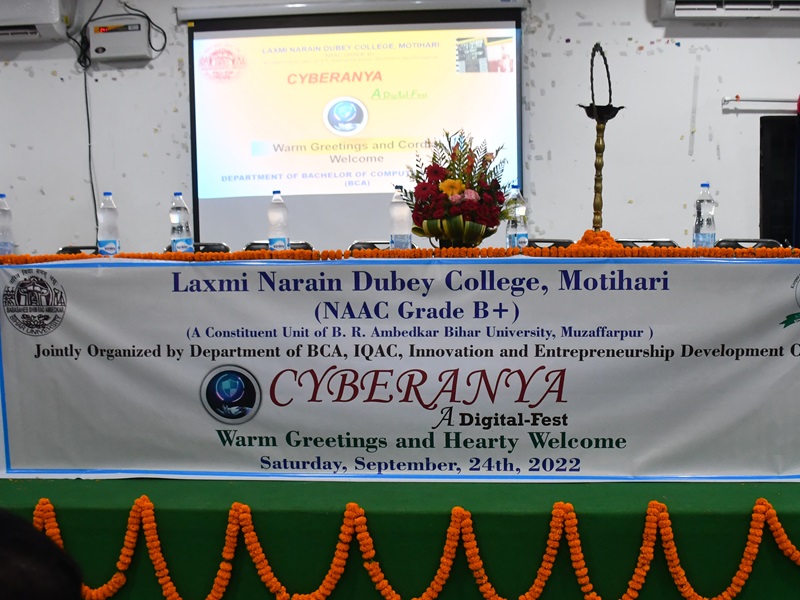 LAXMI NARAIN DUBEY COLLEGE, MOTIHARI
CYBERANYA
A Digital-Fest
Warm Greetings and Cordial
Welcome
DEPARTMENT OF BACHELOR OF COMPUT
(BCA)
Laxmi Narain Dubey College, Motihari
(NAAC Grade B+)
(A Constituent Unit of B. R. Ambedkar Bihar University, Muzaffarpur )
Jointly Organized by Department of BCA, IQAC, Innovation and Entrepreneurship Development C
CYBERANYA
A Digital-Fest
Warm Greetings and Hearty Welcome
Saturday, September, 24th, 2022